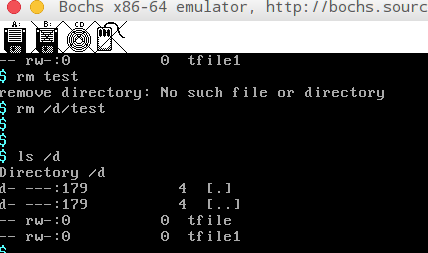 Bochs x86-64 emulator, http://bochs.sourc
A: B: CD
-- rw-:0 0 tfile1
$ rm test
remove directory: No such file or directory
$ rm /d/test
$
$
$ ls /d
Directory /d
d- ---:179 4 [.]
d- ---:179 4 [..]
-- rw-:0 0 tfile
-- rw-:0 0 tfile1
$